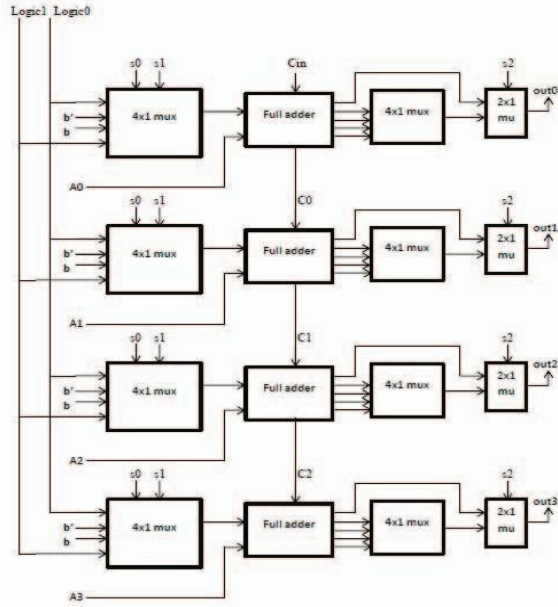 Logic1 Logic0
s0 s1 Cin s2
b'
b
4x1 mux Full adder 4x1 mux 2x1 mu out0
A0 C0
s0 s1 s2
b'
b
4x1 mux Full adder 4x1 mux 2x1 mu out1
A1 C1
s0 s1 s2
b'
b
4x1 mux Full adder 4x1 mux 2x1 mu out2
A2 C2
s0 s1 s2
b'
b
4x1 mux Full adder 4x1 mux 2x1 mu out3
A3